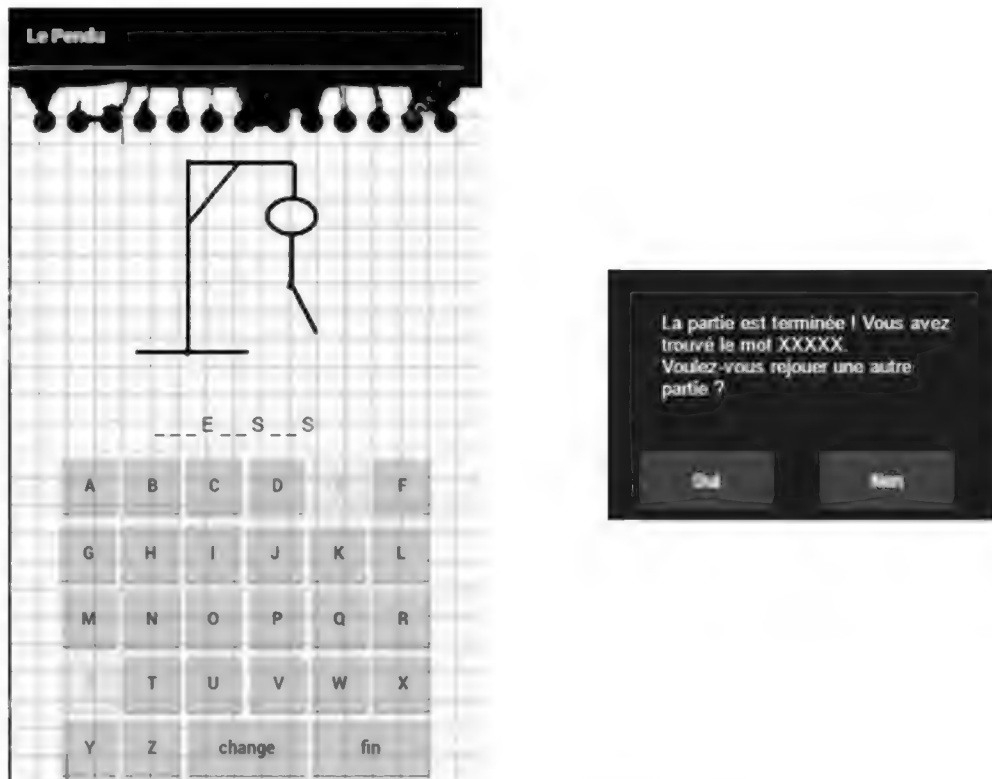 Le Pendu
_ _ _ E _ _ S _ _ S
A B C D F
G H I J K L
M N O P Q R
T U V W X
Y Z change fin
La partie est terminée ! Vous avez
trouvé le mot XXXXX.
Voulez-vous rejouer une autre
partie ?
Oui Non